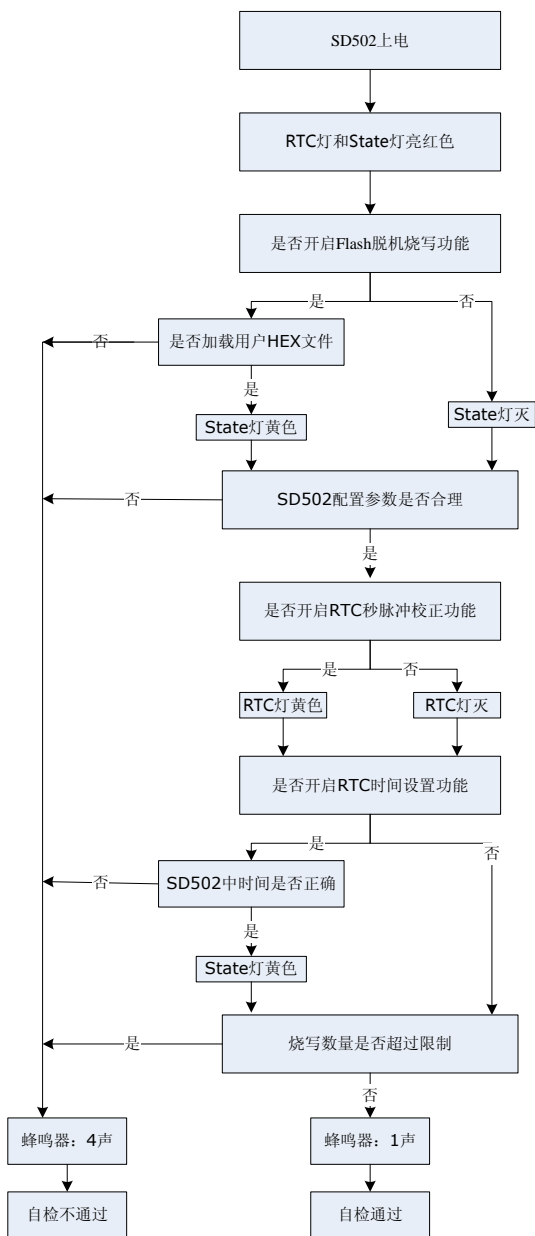 SD502上电
RTC灯和State灯亮红色
是否开启Flash脱机烧写功能
是
否
否
是否加载用户HEX文件
是
State灯黄色
State灯灭
否
SD502配置参数是否合理
是
是否开启RTC秒脉冲校正功能
是
否
RTC灯黄色
RTC灯灭
是否开启RTC时间设置功能
是
否
否
SD502中时间是否正确
是
State灯黄色
是
烧写数量是否超过限制
否
蜂鸣器：4声
蜂鸣器：1声
自检不通过
自检通过